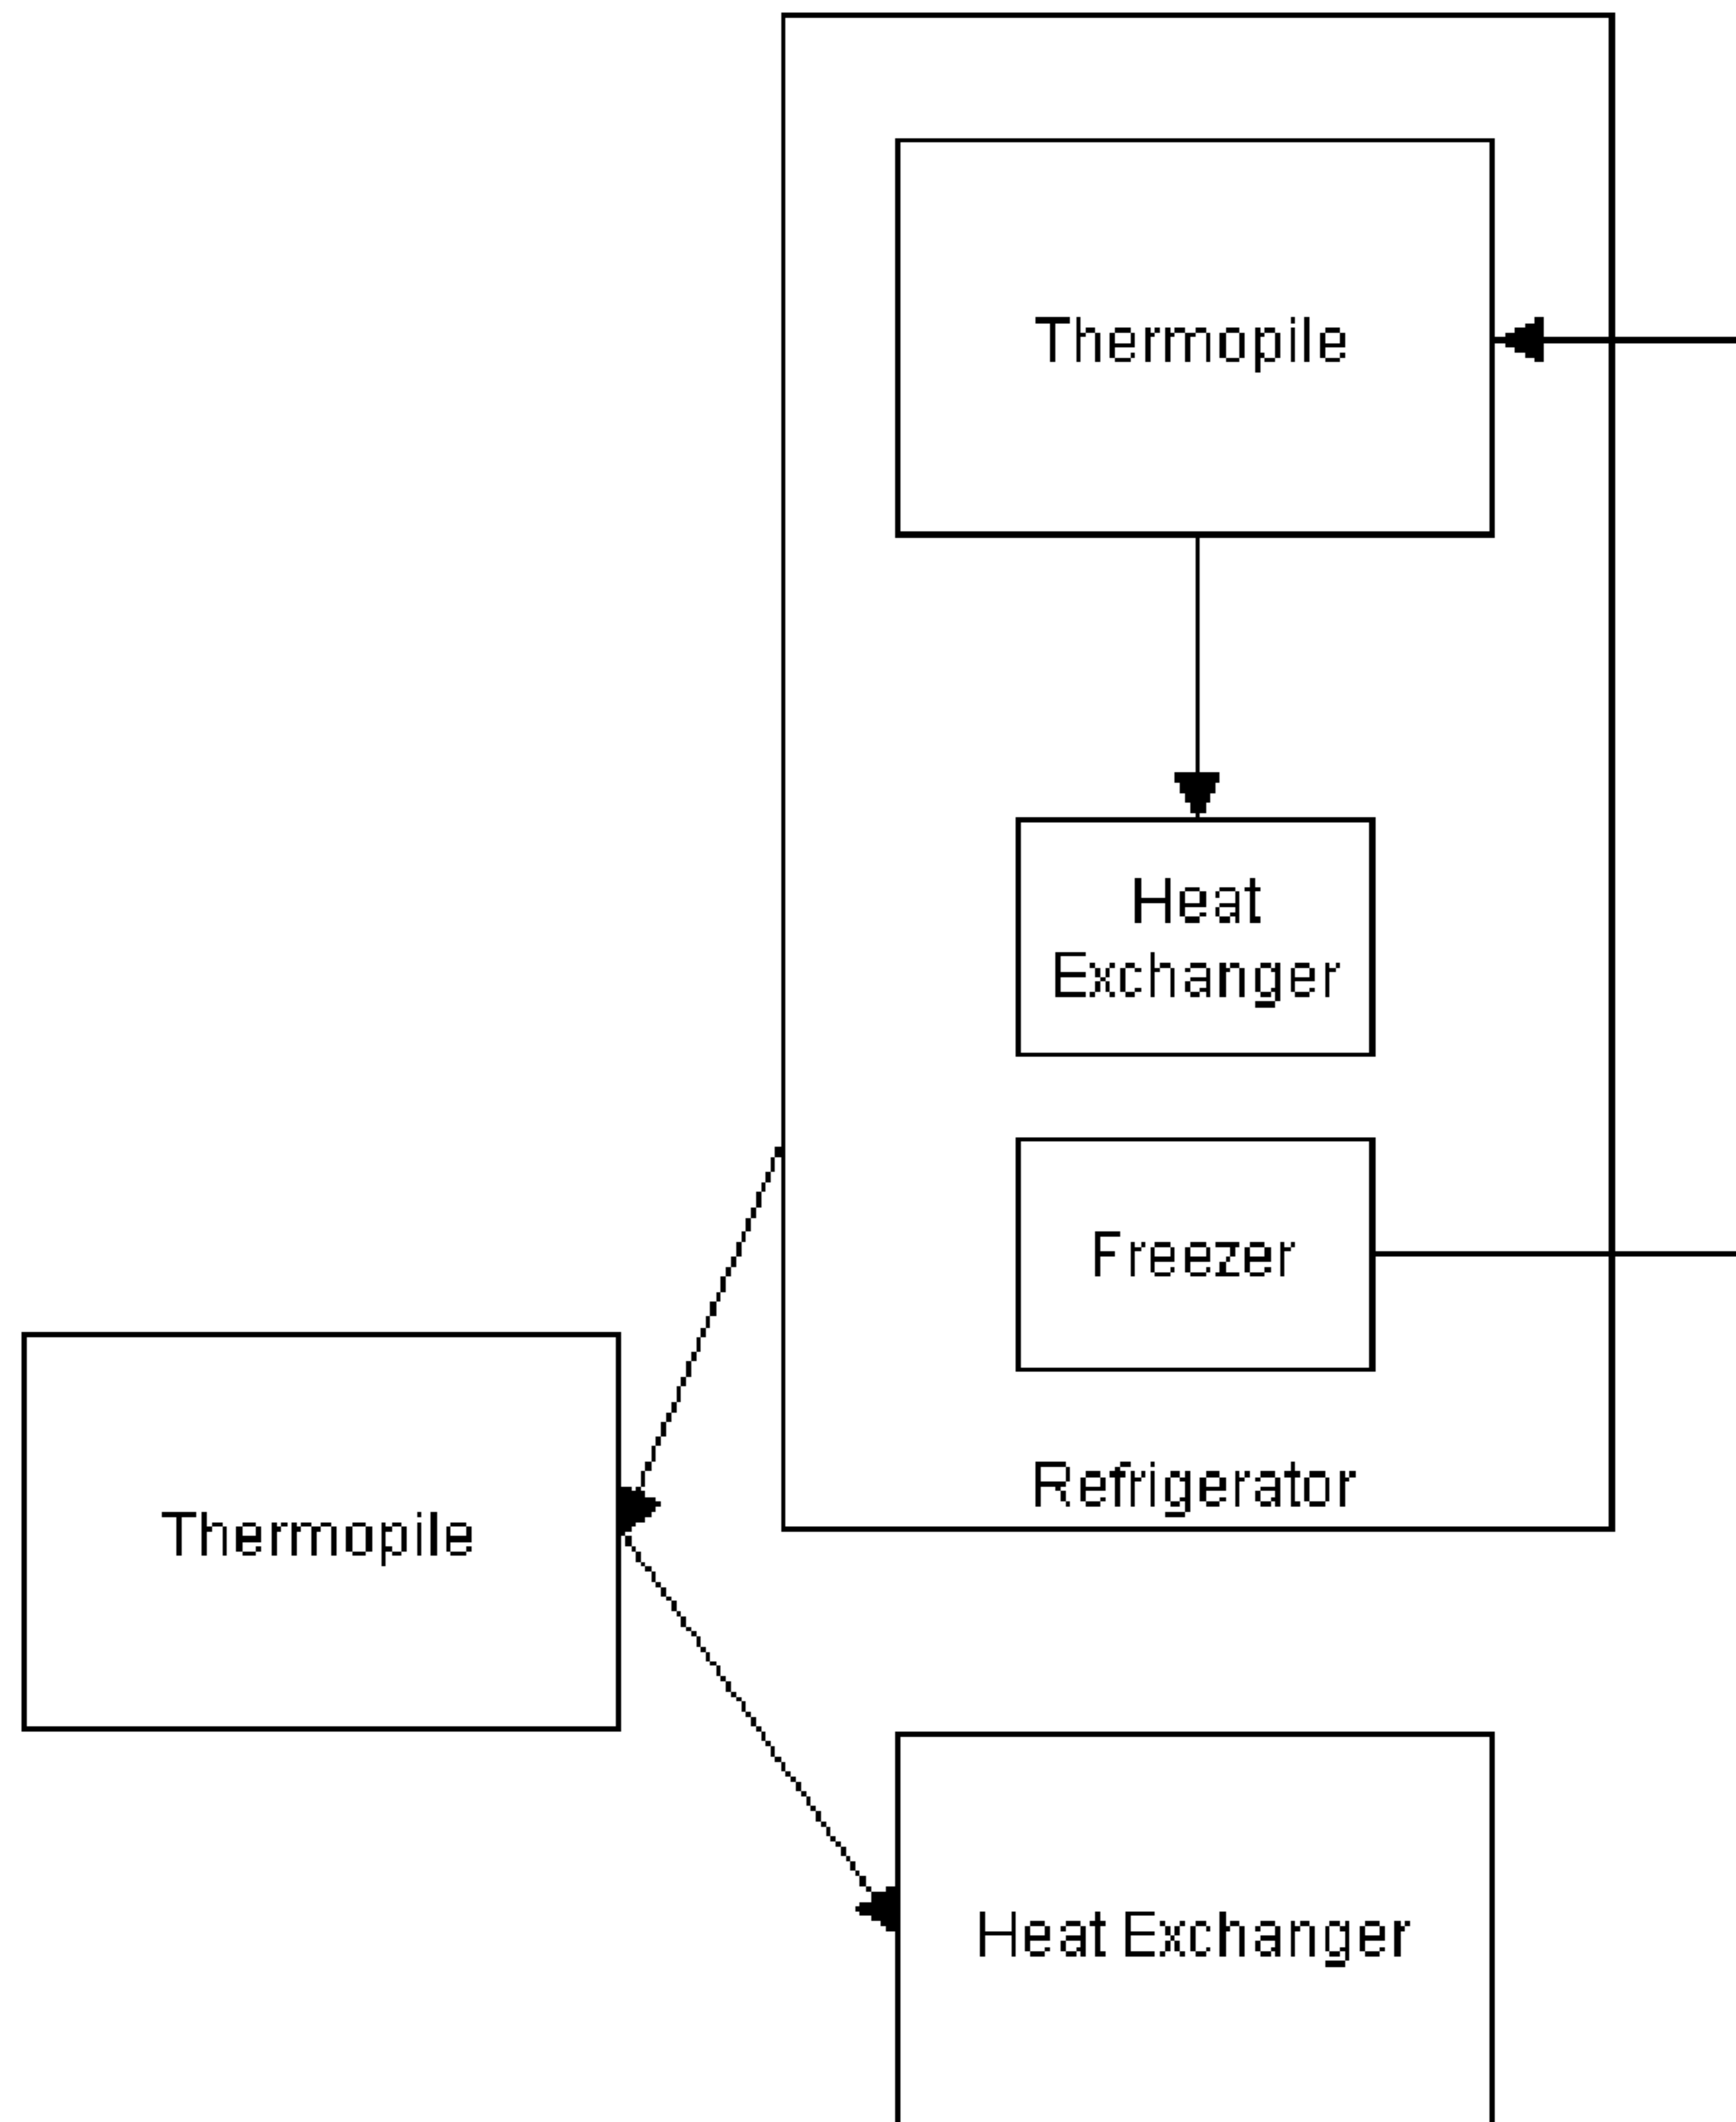 Thermopile
Heat
Exchanger
Freezer
Refrigerator
Thermopile
Heat Exchanger